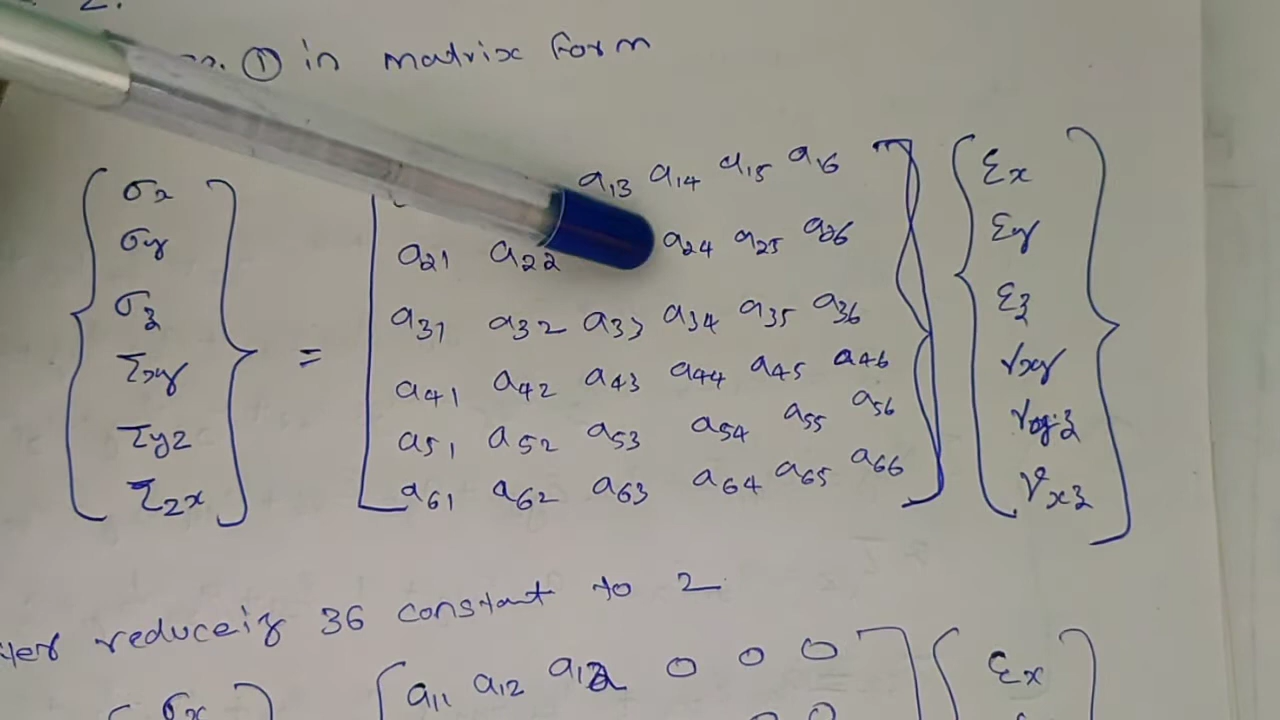 2.
① in matrix form
σx a13 a14 a15 a16 εx
σy a21 a22 a24 a25 a26 εy
σz = a31 a32 a33 a34 a35 a36 εz
τxy a41 a42 a43 a44 a45 a46 γxy
τyz a51 a52 a53 a54 a55 a56 γyz
τzx a61 a62 a63 a64 a65 a66 γxz
reduceig 36 constant to 2
σx a11 a12 a12 0 0 0 εx